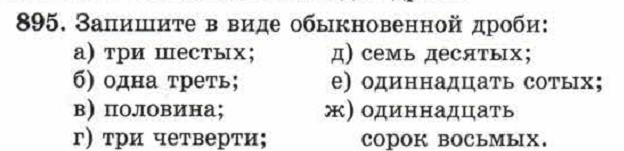 895. Запишите в виде обыкновенной дроби:
а) три шестых;
б) одна треть;
в) половина;
г) три четверти;
д) семь десятых;
е) одиннадцать сотых;
ж) одиннадцать
сорок восьмых.